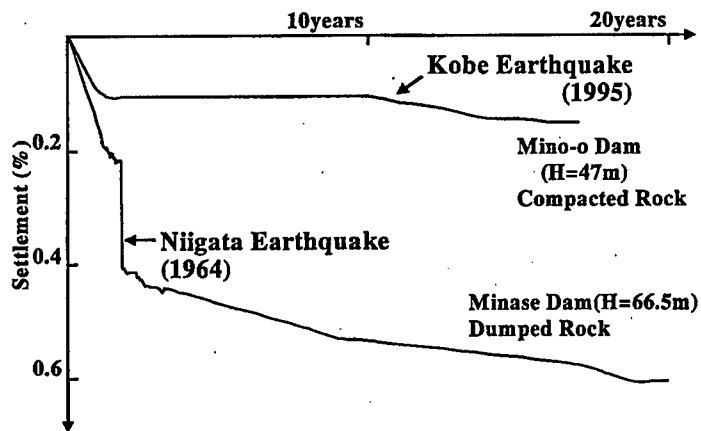 10years
20years
Kobe Earthquake
(1995)
0.2
Mino-o Dam
(H=47m)
Compacted Rock
Settlement (%)
Niigata Earthquake
(1964)
0.4
Minase Dam(H=66.5m)
Dumped Rock
0.6